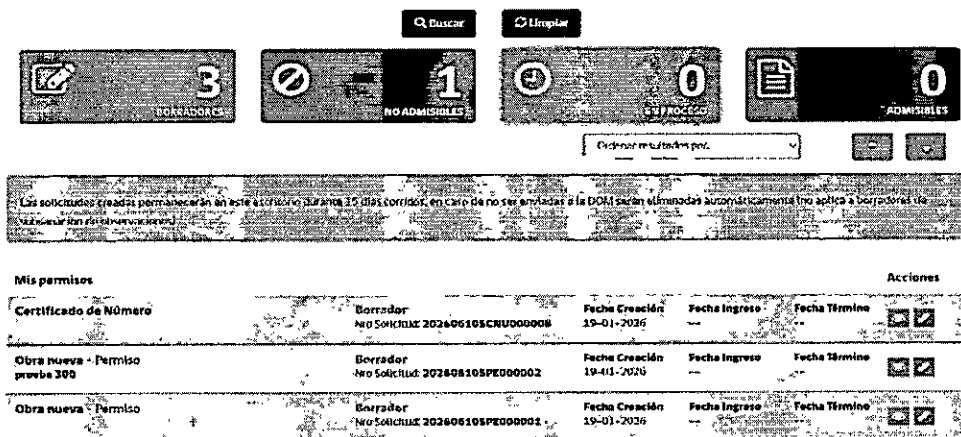 Buscar
Limpiar
3
BORRADORES
1
NO ADMISIBLES
0
EN PROCESO
0
ADMISIBLES
Ordenar resultados por.
Las solicitudes creadas permanecerán en este escritorio durante 15 días corridos, en caso de no ser enviadas a la DOM serán eliminadas automáticamente (no aplica a borradores de
subsanación de observaciones)
Mis permisos
Acciones
Certificado de Número
Borrador
Nro Solicitud:
Fecha Creación
19-01-2026
Fecha Ingreso
--
Fecha Término
--
Obra nueva - Permiso
prueba 300
Borrador
Nro Solicitud:
Fecha Creación
19-01-2026
Fecha Ingreso
--
Fecha Término
--
Obra nueva - Permiso
Borrador
Nro Solicitud:
Fecha Creación
19-01-2026
Fecha Ingreso
--
Fecha Término
--